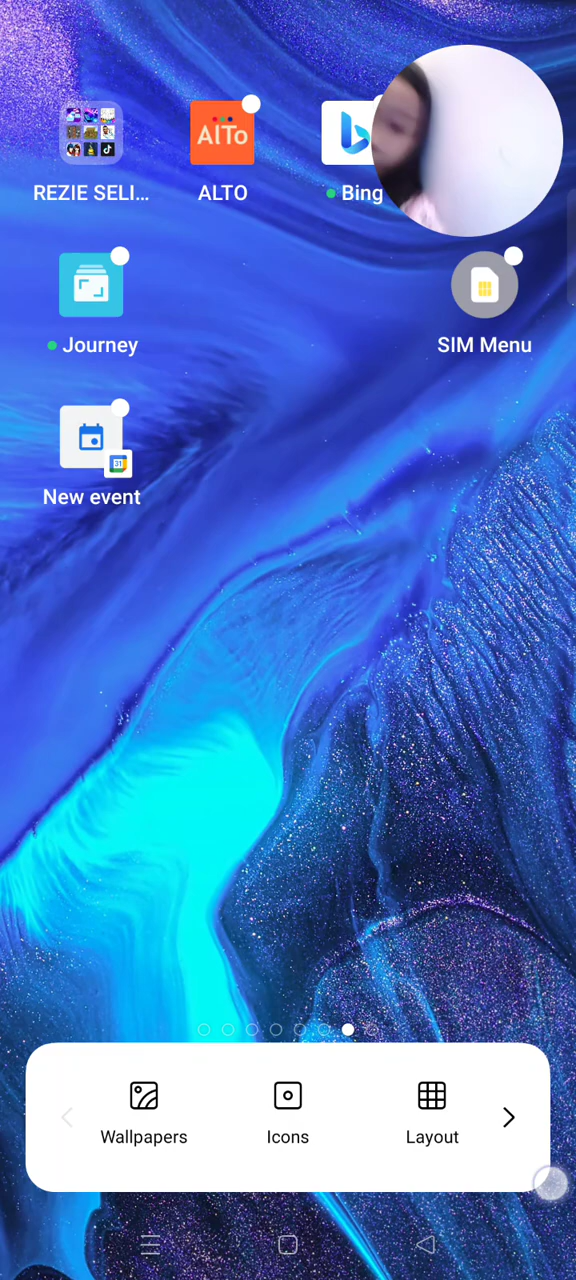 AlTo
REZIE SELI...
ALTO
Bing
Journey
SIM Menu
31
New event
Wallpapers
Icons
Layout